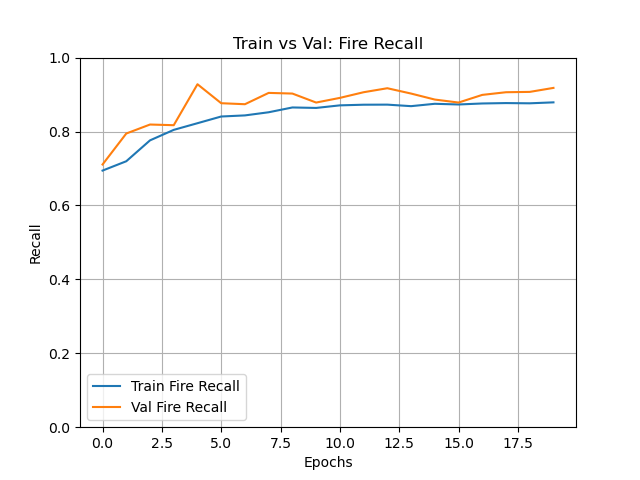 Train vs Val: Fire Recall
1.0
0.8
0.6
0.4
0.2
0.0
Recall
Train Fire Recall
Val Fire Recall
0.0 2.5 5.0 7.5 10.0 12.5 15.0 17.5
Epochs